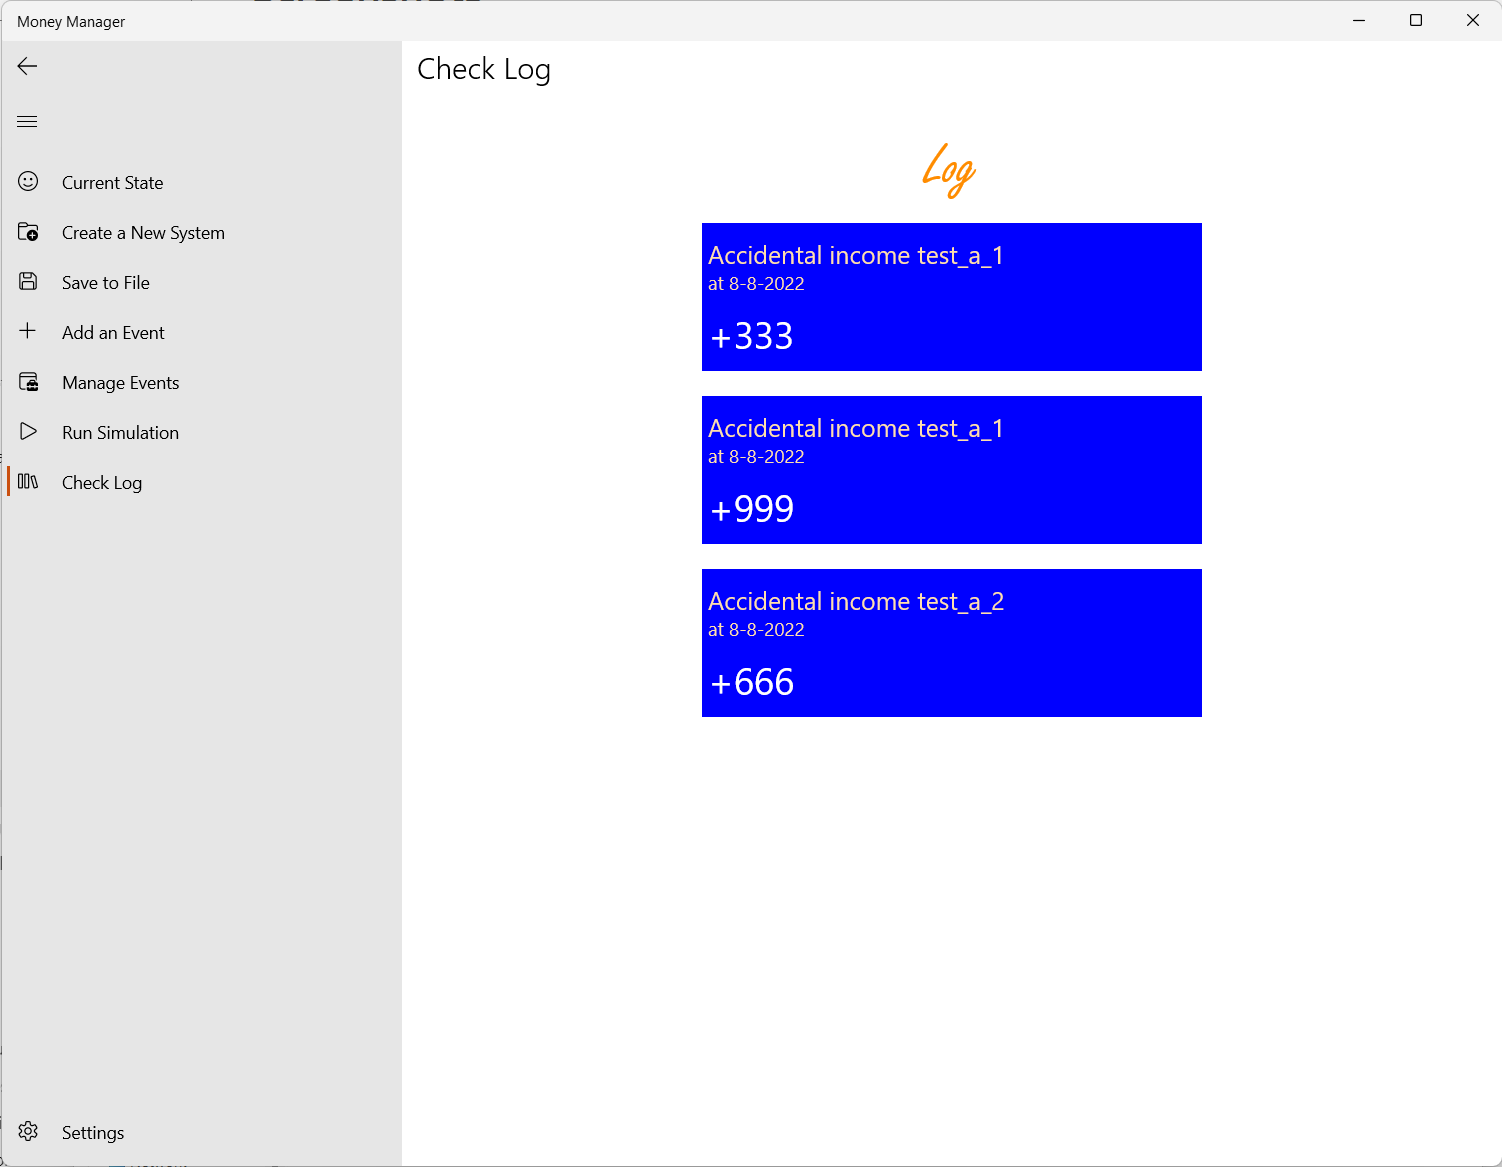 Money Manager
Check Log
Current State
Create a New System
Save to File
Add an Event
Manage Events
Run Simulation
Check Log
Settings
Log
Accidental income test_a_1
at 8-8-2022
+333
Accidental income test_a_1
at 8-8-2022
+999
Accidental income test_a_2
at 8-8-2022
+666